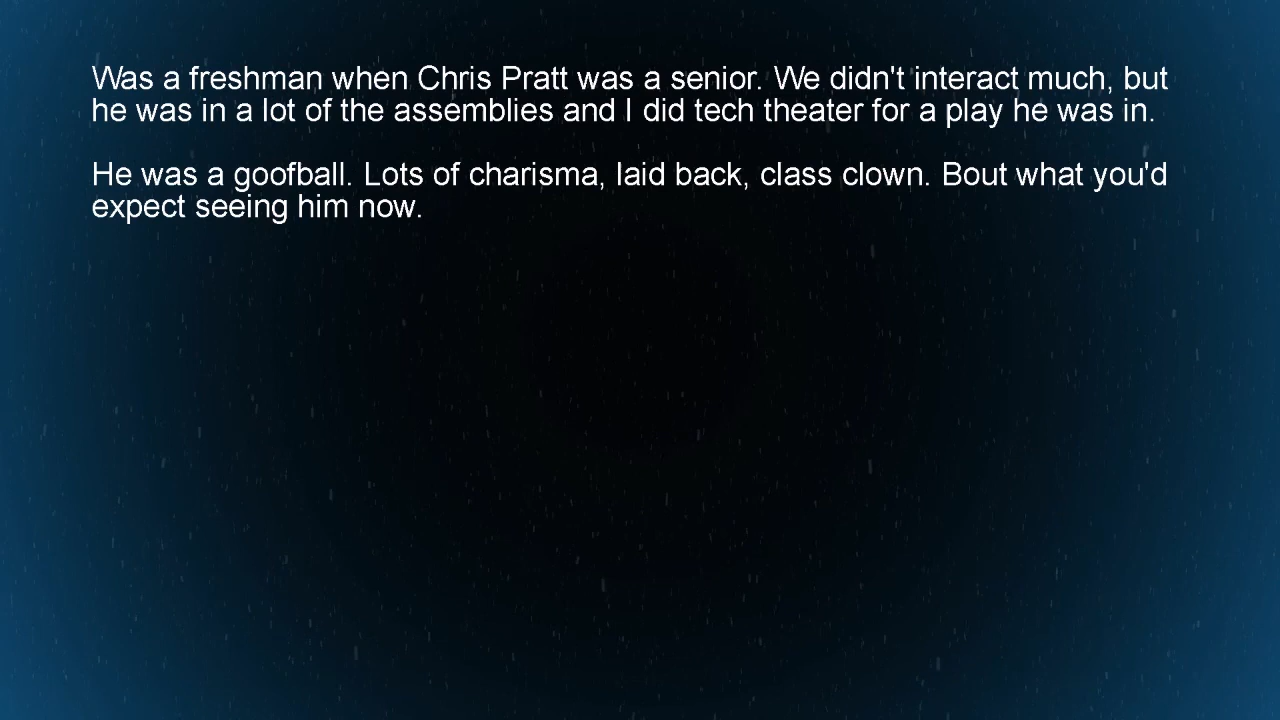 Was a freshman when Chris Pratt was a senior. We didn't interact much, but
he was in a lot of the assemblies and I did tech theater for a play he was in.
He was a goofball. Lots of charisma, laid back, class clown. Bout what you'd
expect seeing him now.